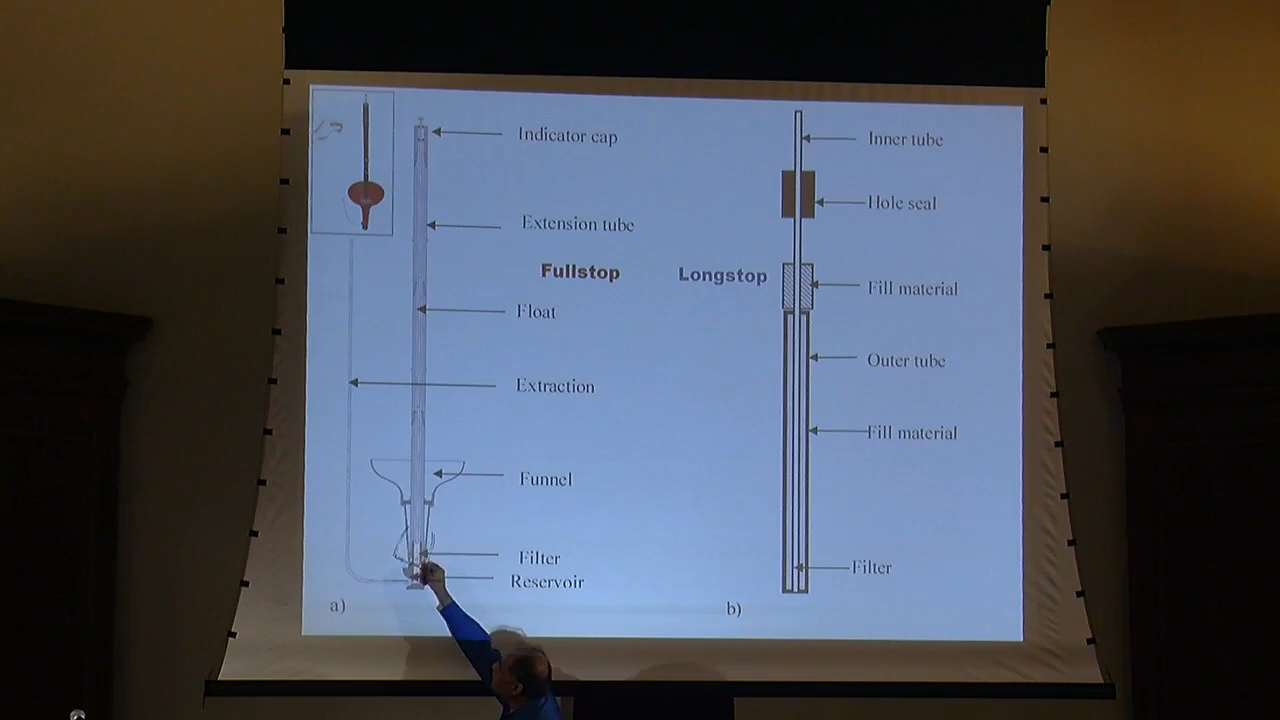 Indicator cap
Extension tube
Fullstop
Float
Extraction
Funnel
Filter
Reservoir
a)
Inner tube
Hole seal
Longstop
Fill material
Outer tube
Fill material
Filter
b)